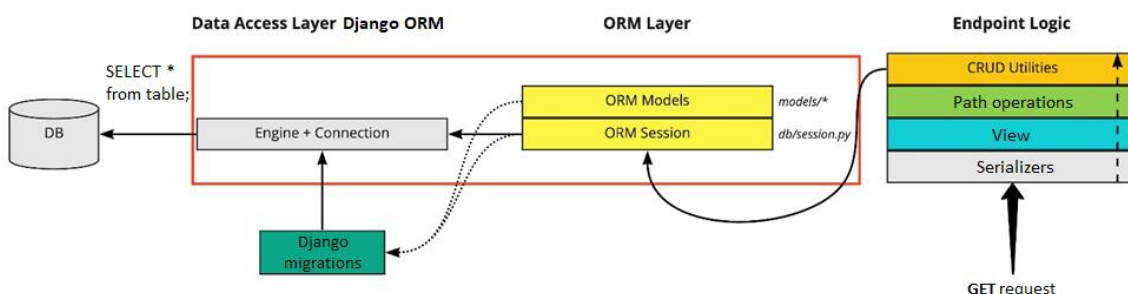 Data Access Layer Django ORM
ORM Layer
Endpoint Logic
SELECT *
from table;
DB
Engine + Connection
ORM Models
models/*
ORM Session
db/session.py
CRUD Utilities
Path operations
View
Serializers
Django
migrations
GET request